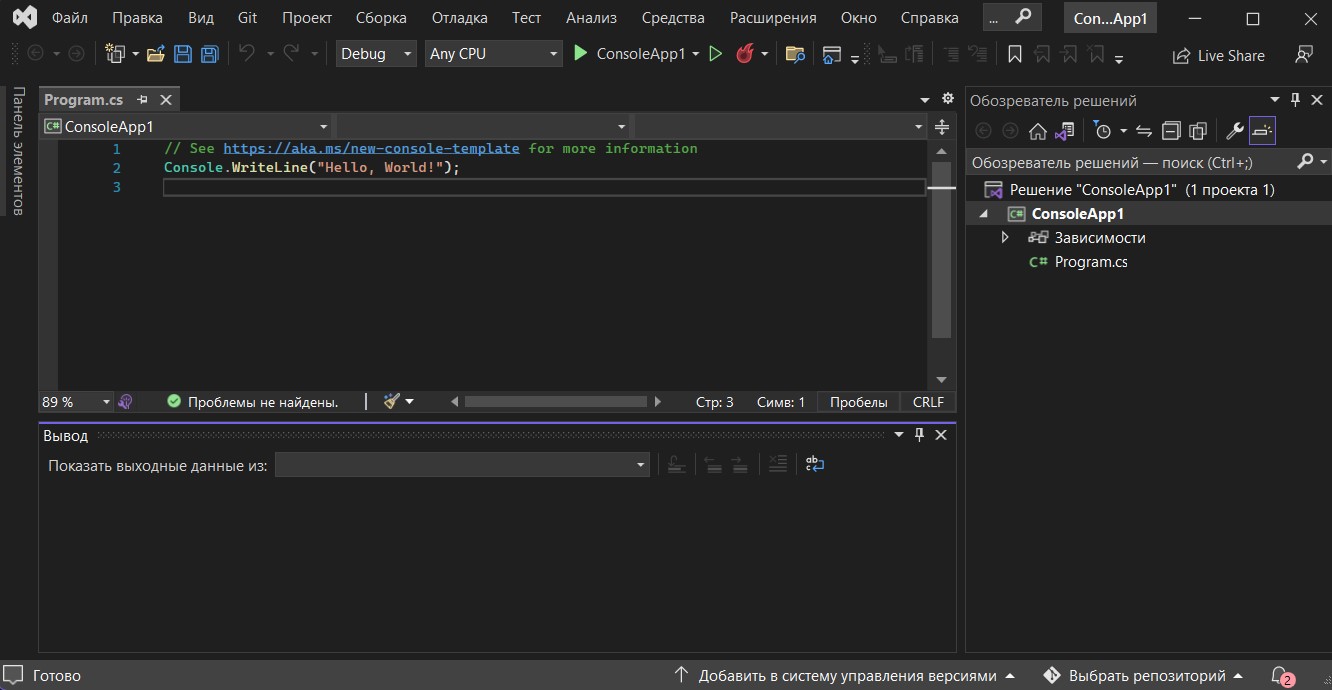 Файл Правка Вид Git Проект Сборка Отладка Тест Анализ Средства Расширения Окно Справка ... Con...App1
Debug Any CPU ConsoleApp1 Live Share
Панель элементов
Program.cs
ConsoleApp1
1 // See https://aka.ms/new-console-template for more information
2 Console.WriteLine("Hello, World!");
3
89 % Проблемы не найдены. Стр: 3 Симв: 1 Пробелы CRLF
Вывод
Показать выходные данные из:
Обозреватель решений
Обозреватель решений — поиск (Ctrl+;)
Решение "ConsoleApp1" (1 проекта 1)
C# ConsoleApp1
Зависимости
C# Program.cs
Готово Добавить в систему управления версиями Выбрать репозиторий 2